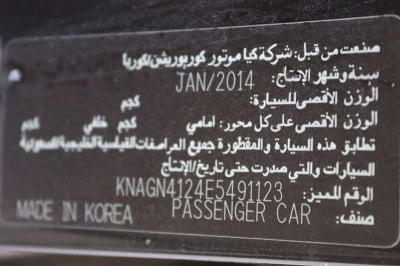 صنعت من قبل: شركة كيا موتور كوربوريشن/كوريا
سنة وشهر الإنتاج: JAN/2014
الوزن الأقصى للسيارة: كجم
الوزن الأقصى على كل محور: امامي كجم خلفي كجم
تطابق هذه السيارة والمقطورة جميع المواصفات القياسية الخليجية للسعودية
السيارات والتي صدرت حتى تاريخ/الإنتاج
الرقم المميز: KNAGN4124E5491123
صنف: PASSENGER CAR MADE IN KOREA